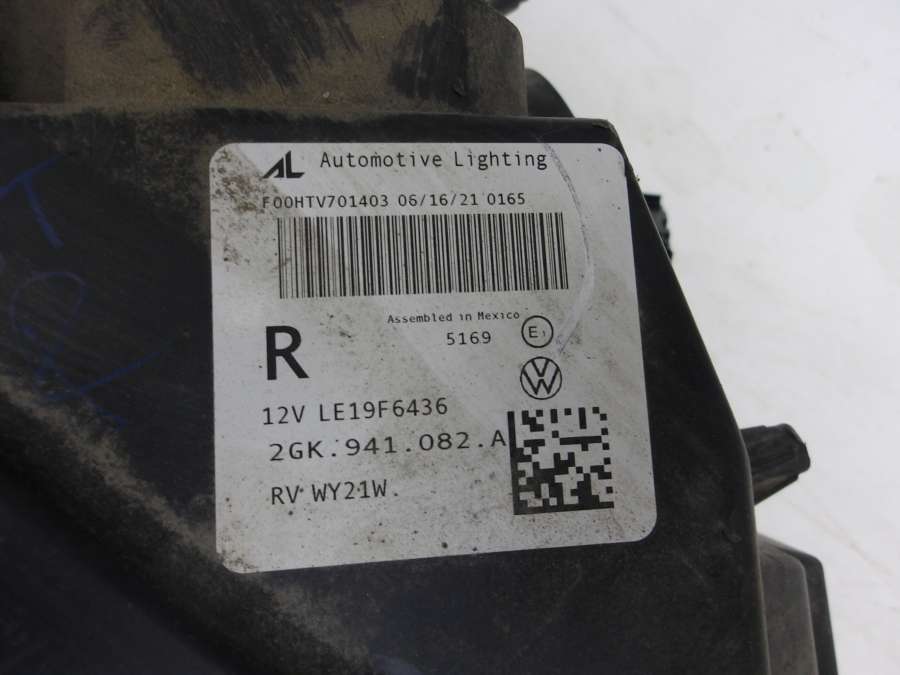 AL Automotive Lighting
F00HTV701403 06/16/21 0165
Assembled in Mexico
5169 E1
R
VW
12V LE19F6436
2GK.941.082.A
RV WY21W